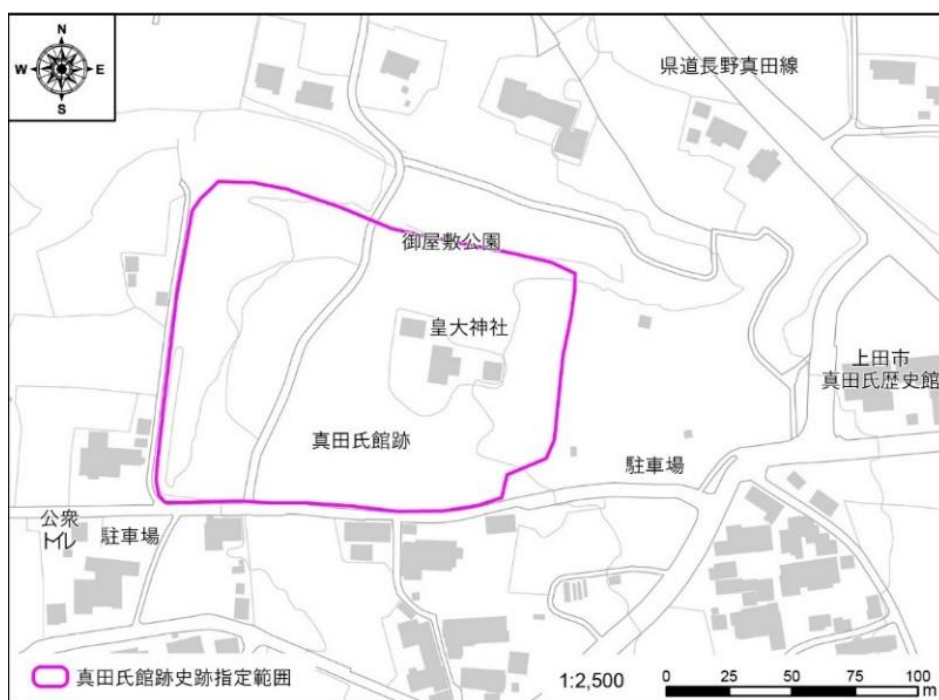 N
W
E
S
県道長野真田線
御屋敷公園
皇大神社
上田市
真田氏歴史館
真田氏館跡
駐車場
公衆
トイレ
駐車場
真田氏館跡史跡指定範囲
1:2,500
0 25 50 75 100
m